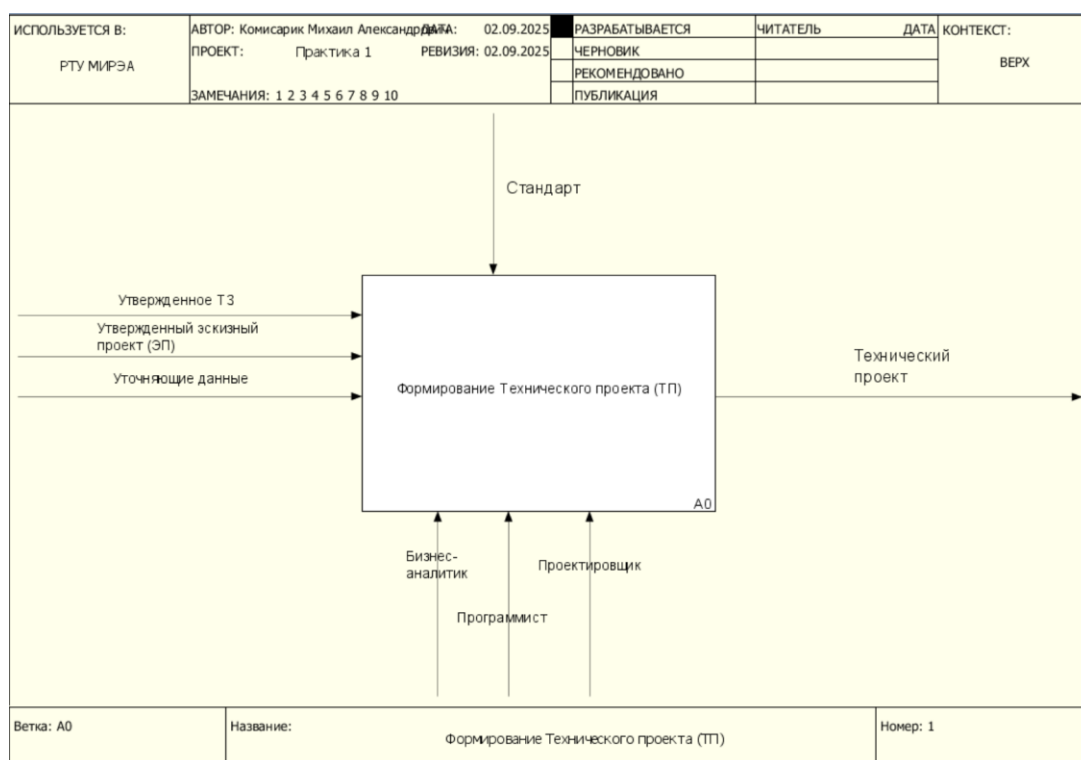 ИСПОЛЬЗУЕТСЯ В:
РТУ МИРЭА
АВТОР: Комисарик Михаил Александрович
ДАТА: 02.09.2025
ПРОЕКТ: Практика 1
РЕВИЗИЯ: 02.09.2025
ЗАМЕЧАНИЯ: 1 2 3 4 5 6 7 8 9 10
РАЗРАБАТЫВАЕТСЯ
ЧЕРНОВИК
РЕКОМЕНДОВАНО
ПУБЛИКАЦИЯ
ЧИТАТЕЛЬ
ДАТА
КОНТЕКСТ:
ВЕРХ
Стандарт
Утвержденное ТЗ
Утвержденный эскизный
проект (ЭП)
Уточняющие данные
Формирование Технического проекта (ТП)
A0
Технический
проект
Бизнес-
аналитик
Программист
Проектировщик
Ветка: A0
Название:
Формирование Технического проекта (ТП)
Номер: 1